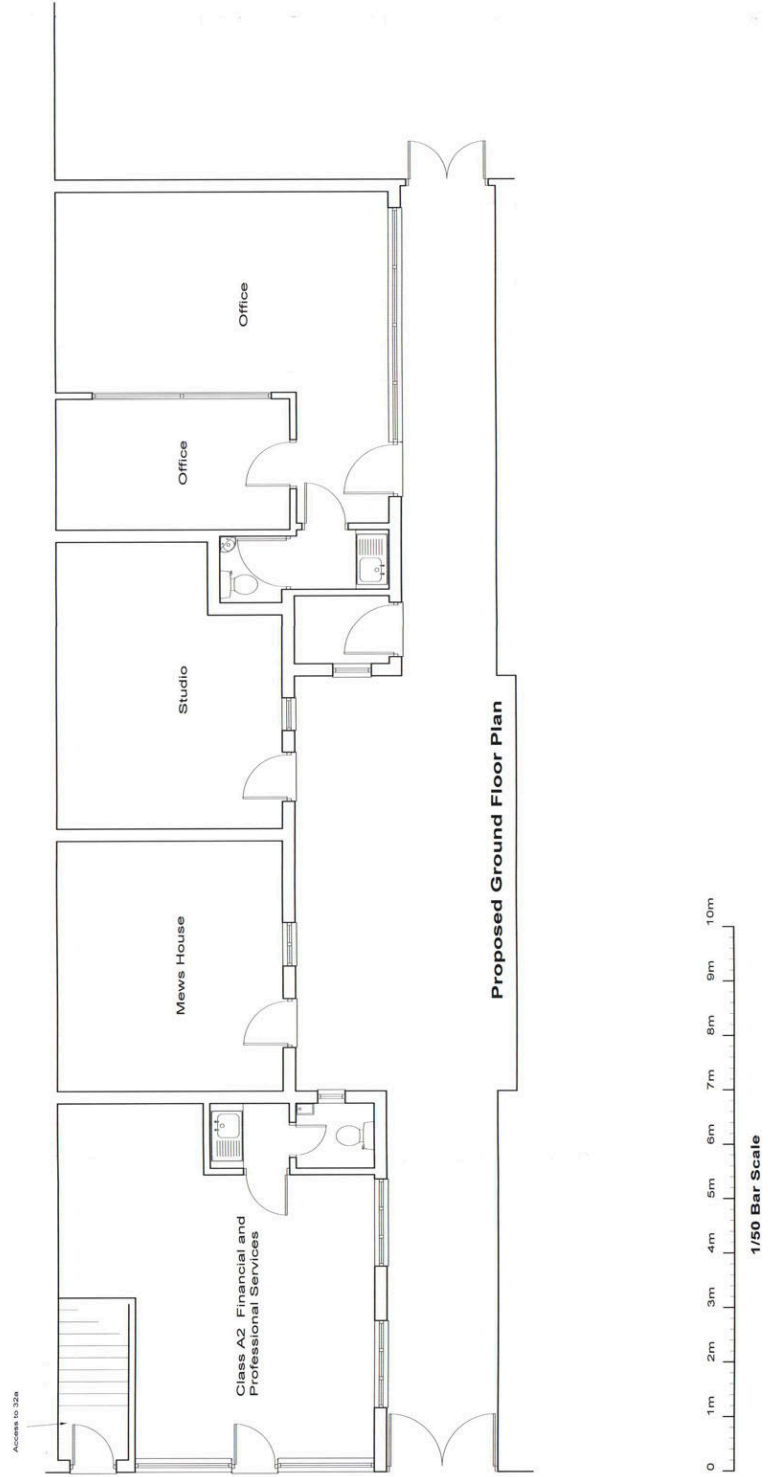 Access to 32a
Class A2 Financial and
Professional Services
Mews House
Studio
Office
Office
Proposed Ground Floor Plan
0 1m 2m 3m 4m 5m 6m 7m 8m 9m 10m
1/50 Bar Scale